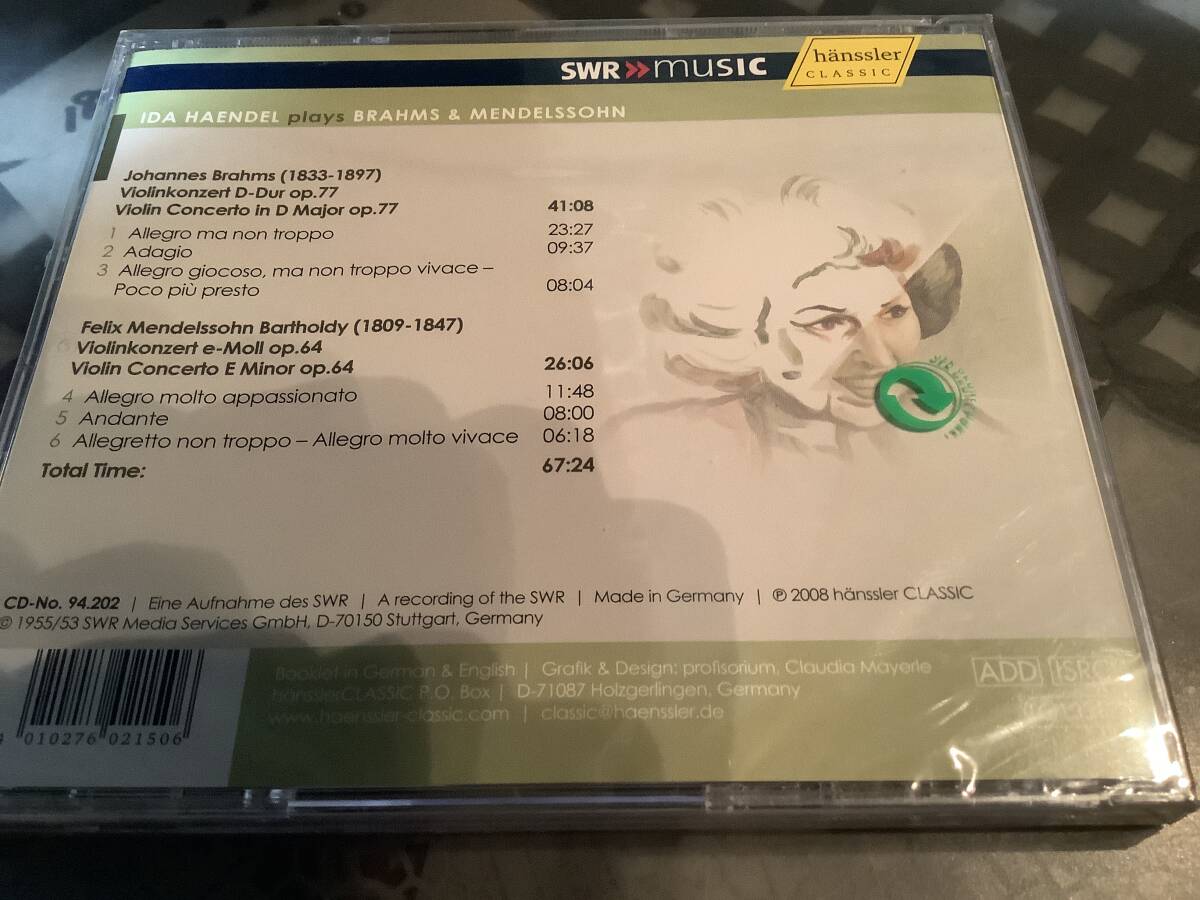 SWR»music
hänssler
CLASSIC
IDA HAENDEL plays BRAHMS & MENDELSSOHN
Johannes Brahms (1833-1897)
Violinkonzert D-Dur op.77
Violin Concerto in D Major op.77 41:08
1 Allegro ma non troppo 23:27
2 Adagio 09:37
3 Allegro giocoso, ma non troppo vivace –
Poco più presto 08:04
Felix Mendelssohn Bartholdy (1809-1847)
Violinkonzert e-Moll op.64
Violin Concerto E Minor op.64 26:06
4 Allegro molto appassionato 11:48
5 Andante 08:00
6 Allegretto non troppo – Allegro molto vivace 06:18
Total Time: 67:24
CD-No. 94.202 | Eine Aufnahme des SWR | A recording of the SWR | Made in Germany | ℗ 2008 hänssler CLASSIC
© 1955/53 SWR Media Services GmbH, D-70150 Stuttgart, Germany
Booklet in German & English | Grafik & Design: profisorium, Claudia Mayerle
hänsslerCLASSIC P.O. Box | D-71087 Holzgerlingen, Germany
www.haenssler-classic.com | classic@haenssler.de
ADD ISRC
4 010276 021506